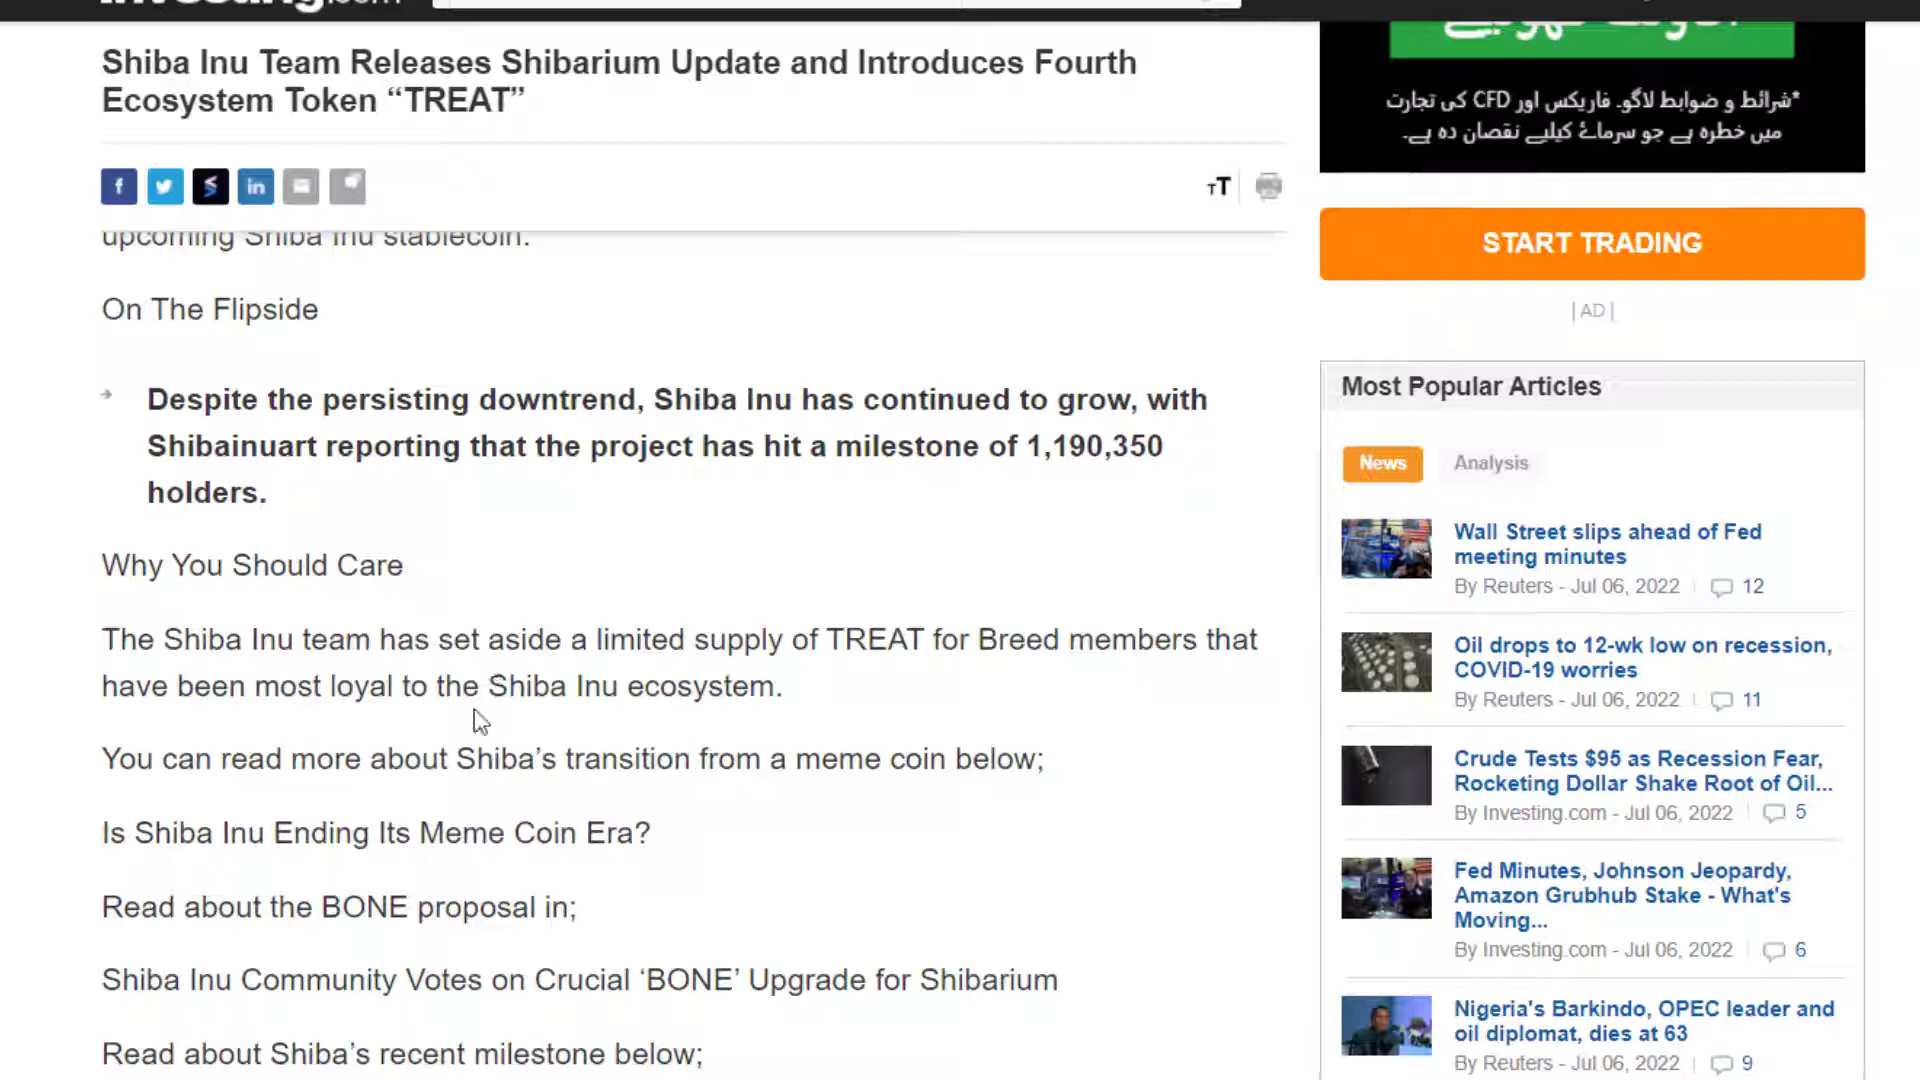 Investing.com
Shiba Inu Team Releases Shibarium Update and Introduces Fourth
Ecosystem Token “TREAT”
upcoming Shiba Inu stablecoin.
On The Flipside
Despite the persisting downtrend, Shiba Inu has continued to grow, with
Shibainuart reporting that the project has hit a milestone of 1,190,350
holders.
Why You Should Care
The Shiba Inu team has set aside a limited supply of TREAT for Breed members that
have been most loyal to the Shiba Inu ecosystem.
You can read more about Shiba’s transition from a meme coin below;
Is Shiba Inu Ending Its Meme Coin Era?
Read about the BONE proposal in;
Shiba Inu Community Votes on Crucial ‘BONE’ Upgrade for Shibarium
Read about Shiba’s recent milestone below;
*شرائط و ضوابط لاگو۔ فاریکس اور CFD کی تجارت
میں خطرہ ہے جو سرمائے کیلیے نقصان دہ ہے۔
START TRADING
| AD |
Most Popular Articles
News
Analysis
Wall Street slips ahead of Fed
meeting minutes
By Reuters - Jul 06, 2022 12
Oil drops to 12-wk low on recession,
COVID-19 worries
By Reuters - Jul 06, 2022 11
Crude Tests $95 as Recession Fear,
Rocketing Dollar Shake Root of Oil...
By Investing.com - Jul 06, 2022 5
Fed Minutes, Johnson Jeopardy,
Amazon Grubhub Stake - What's
Moving...
By Investing.com - Jul 06, 2022 6
Nigeria's Barkindo, OPEC leader and
oil diplomat, dies at 63
By Reuters - Jul 06, 2022 9